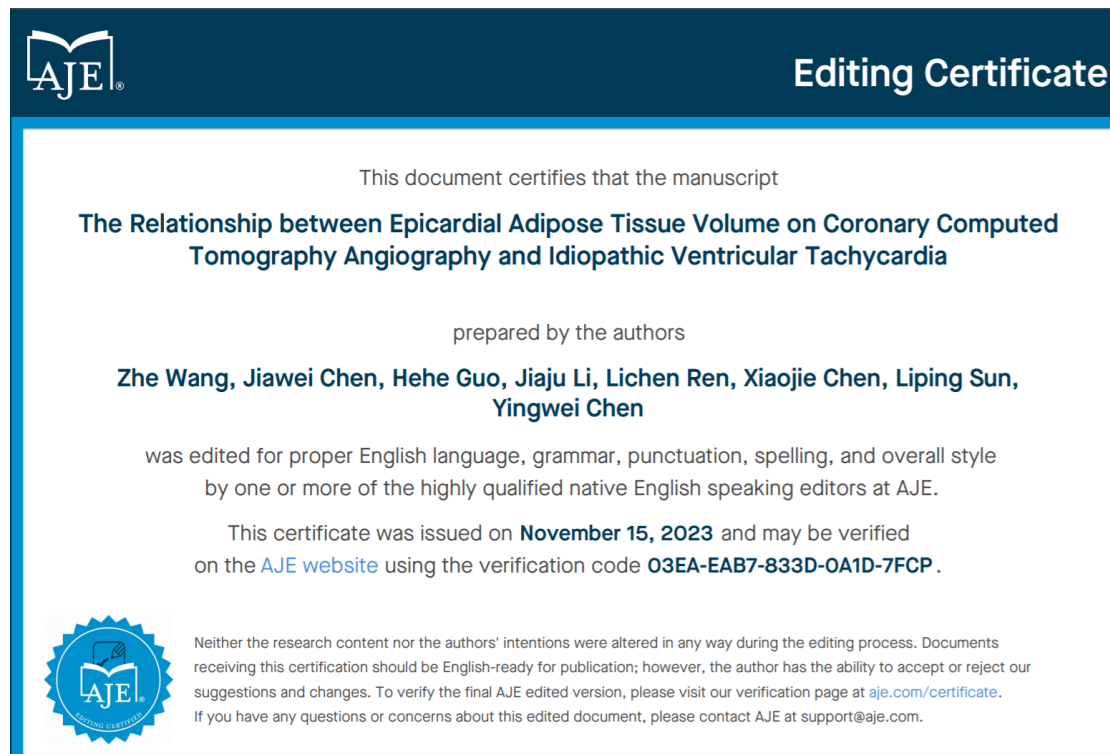 AJE®
Editing Certificate
This document certifies that the manuscript
The Relationship between Epicardial Adipose Tissue Volume on Coronary Computed
Tomography Angiography and Idiopathic Ventricular Tachycardia
prepared by the authors
Zhe Wang, Jiawei Chen, Hehe Guo, Jiaju Li, Lichen Ren, Xiaojie Chen, Liping Sun,
Yingwei Chen
was edited for proper English language, grammar, punctuation, spelling, and overall style
by one or more of the highly qualified native English speaking editors at AJE.
This certificate was issued on November 15, 2023 and may be verified
on the AJE website using the verification code 03EA-EAB7-833D-0A1D-7FCP.
Neither the research content nor the authors' intentions were altered in any way during the editing process. Documents
receiving this certification should be English-ready for publication; however, the author has the ability to accept or reject our
suggestions and changes. To verify the final AJE edited version, please visit our verification page at aje.com/certificate.
If you have any questions or concerns about this edited document, please contact AJE at support@aje.com.
AJE®
EDITING CERTIFIED